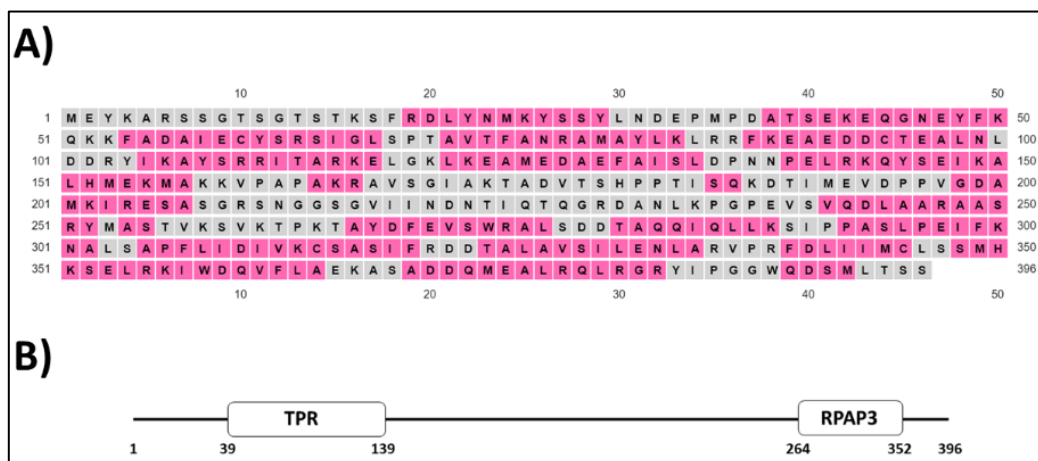 A)
10 20 30 40 50
1 M E Y K A R S S G T S G T S T K S F R D L Y N M K Y S S Y L N D E P M P D A T S E K E Q G N E Y F K 50
51 Q K K F A D A I E C Y S R S I G L S P T A V T F A N R A M A Y L K L R R F K E A E D D C T E A L N L 100
101 D D R Y I K A Y S R R I T A R K E L G K L K E A M E D A E F A I S L D P N N P E L R K Q Y S E I K A 150
151 L H M E K M A K K V P A P A K R A V S G I A K T A D V T S H P P T I S Q K D T I M E V D P P V G D A 200
201 M K I R E S A S G R S N G G S G V I I N D N T I Q T Q G R D A N L K P G P E V S V Q D L A A R A A S 250
251 R Y M A S T V K S V K T P K T A Y D F E V S W R A L S D D T A Q Q I Q L L K S I P P A S L P E I F K 300
301 N A L S A P F L I D I V K C S A S I F R D D T A L A V S I L E N L A R V P R F D L I I M C L S S M H 350
351 K S E L R K I W D Q V F L A E K A S A D D Q M E A L R Q L R G R Y I P G G W Q D S M L T S S 396
10 20 30 40 50
B)
TPR RPAP3
1 39 139 264 352 396